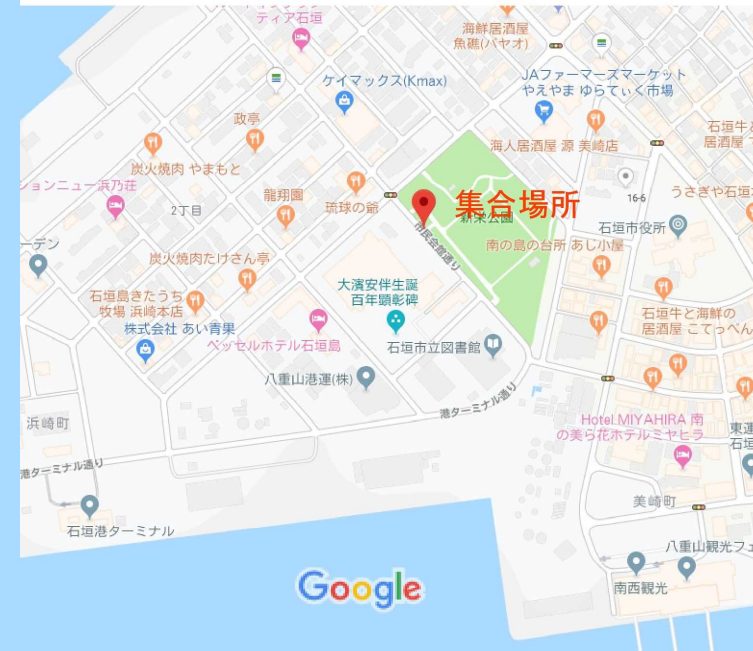 ティア石垣
海鮮居酒屋
魚礁(パヤオ)
ケイマックス(Kmax)
JAファーマーズマーケット
やえやま ゆらてぃく市場
政亭
海人居酒屋 源 美崎店
石垣牛と
居酒屋
炭火焼肉 やまもと
ションニュー浜乃荘
2丁目
龍翔園
琉球の爺
集合場所
新栄公園
16-6
うさぎや石垣
石垣市役所
市民会館通り
南の島の台所 あじ小屋
ーデン
炭火焼肉たけさん亭
大濱安伴生誕
百年顕彰碑
石垣島きたうち
牧場 浜崎本店
株式会社 あい青果
ベッセルホテル石垣島
石垣市立図書館
石垣牛と海鮮の
居酒屋 こてっぺん
八重山港運(株)
港ターミナル通り
浜崎町
Hotel MIYAHIRA 南
の美ら花ホテルミヤヒラ
東運
石垣
港ターミナル通り
美崎町
石垣港ターミナル
八重山観光フェ
Google
南西観光